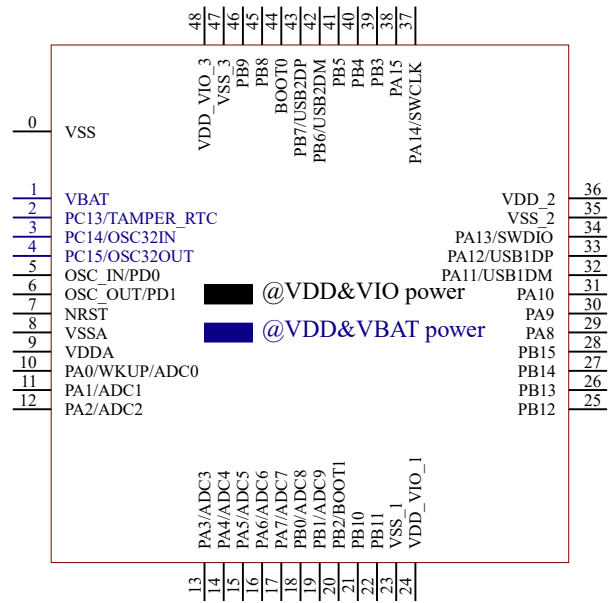 48 47 46 45 44 43 42 41 40 39 38 37
VDD_VIO_3
VSS_3
PB9
PB8
BOOT0
PB7/USB2DP
PB6/USB2DM
PB5
PB4
PB3
PA15
PA14/SWCLK
0 VSS
1 VBAT
2 PC13/TAMPER_RTC
3 PC14/OSC32IN
4 PC15/OSC32OUT
5 OSC_IN/PD0
6 OSC_OUT/PD1
7 NRST
8 VSSA
9 VDDA
10 PA0/WKUP/ADC0
11 PA1/ADC1
12 PA2/ADC2
@VDD&VIO power
@VDD&VBAT power
VDD_2 36
VSS_2 35
PA13/SWDIO 34
PA12/USB1DP 33
PA11/USB1DM 32
PA10 31
PA9 30
PA8 29
PB15 28
PB14 27
PB13 26
PB12 25
PA3/ADC3
PA4/ADC4
PA5/ADC5
PA6/ADC6
PA7/ADC7
PB0/ADC8
PB1/ADC9
PB2/BOOT1
PB10
PB11
VSS_1
VDD_VIO_1
13 14 15 16 17 18 19 20 21 22 23 24